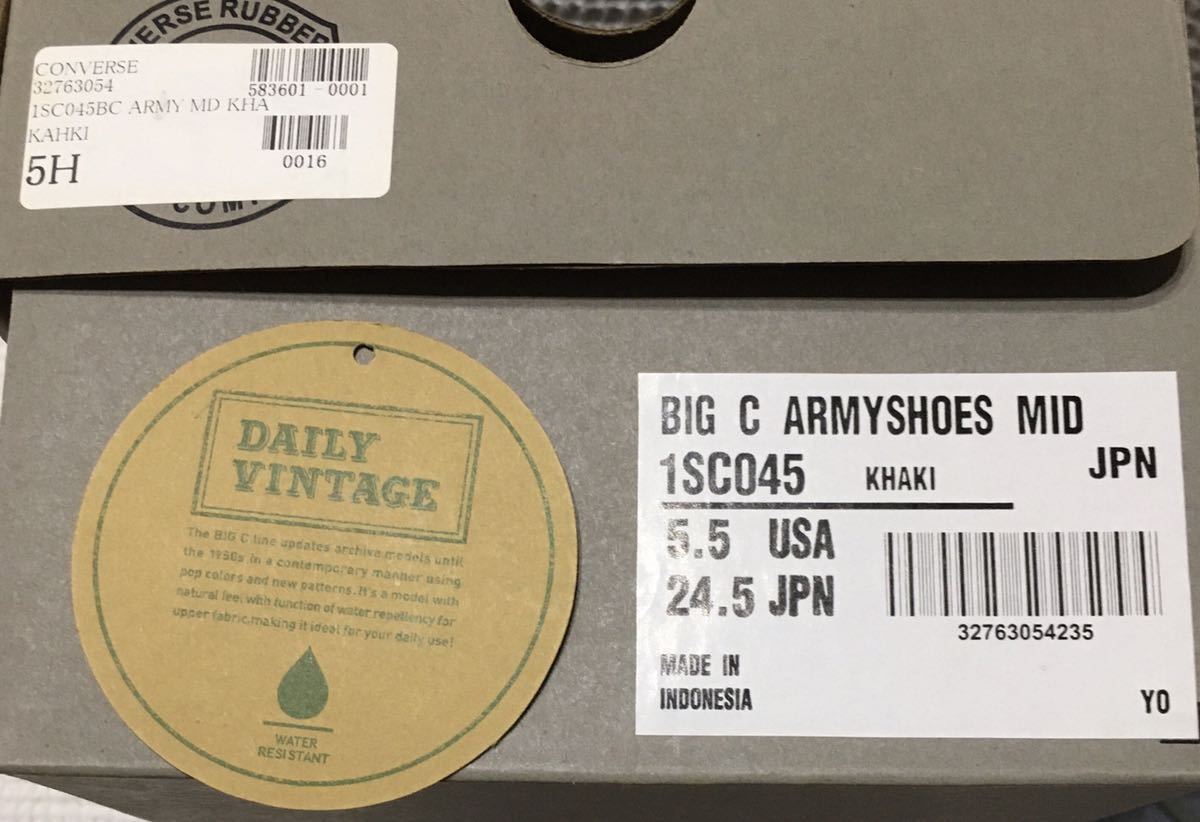 ERSE RUBBER
CONVERSE
32763054
583601 - 0001
1SC045BC ARMY MD KHA
KAHKI
5H
0016
COM
DAILY
VINTAGE
The BIG C line updates archive models until
the 1950s in a contemporary manner using
pop colors and new patterns. It's a model with
natural feel with function of water repellency for
upper fabric,making it ideal for your daily use!
WATER
RESISTANT
BIG C ARMYSHOES MID
1SC045 KHAKI JPN
5.5 USA
24.5 JPN
32763054235
MADE IN
INDONESIA
YO